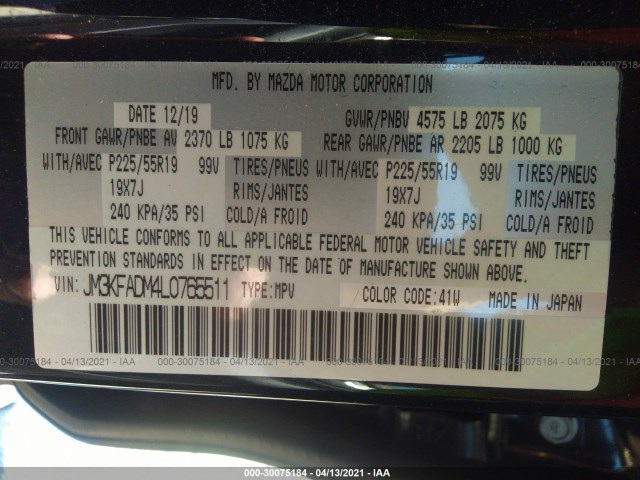 MFD. BY MAZDA MOTOR CORPORATION
DATE 12/19 GVWR/PNBV 4575 LB 2075 KG
FRONT GAWR/PNBE AV 2370 LB 1075 KG REAR GAWR/PNBE AR 2205 LB 1000 KG
WITH/AVEC P225/55R19 99V TIRES/PNEUS WITH/AVEC P225/55R19 99V TIRES/PNEUS
19X7J RIMS/JANTES 19X7J RIMS/JANTES
240 KPA/35 PSI COLD/A FROID 240 KPA/35 PSI COLD/A FROID
THIS VEHICLE CONFORMS TO ALL APPLICABLE FEDERAL MOTOR VEHICLE SAFETY AND THEFT
PREVENTION STANDARDS IN EFFECT ON THE DATE OF MANUFACTURE SHOWN ABOVE.
VIN: JM3KFADM4L0765511 TYPE:MPV COLOR CODE:41W MADE IN JAPAN
000-30075184 - 04/13/2021 - IAA